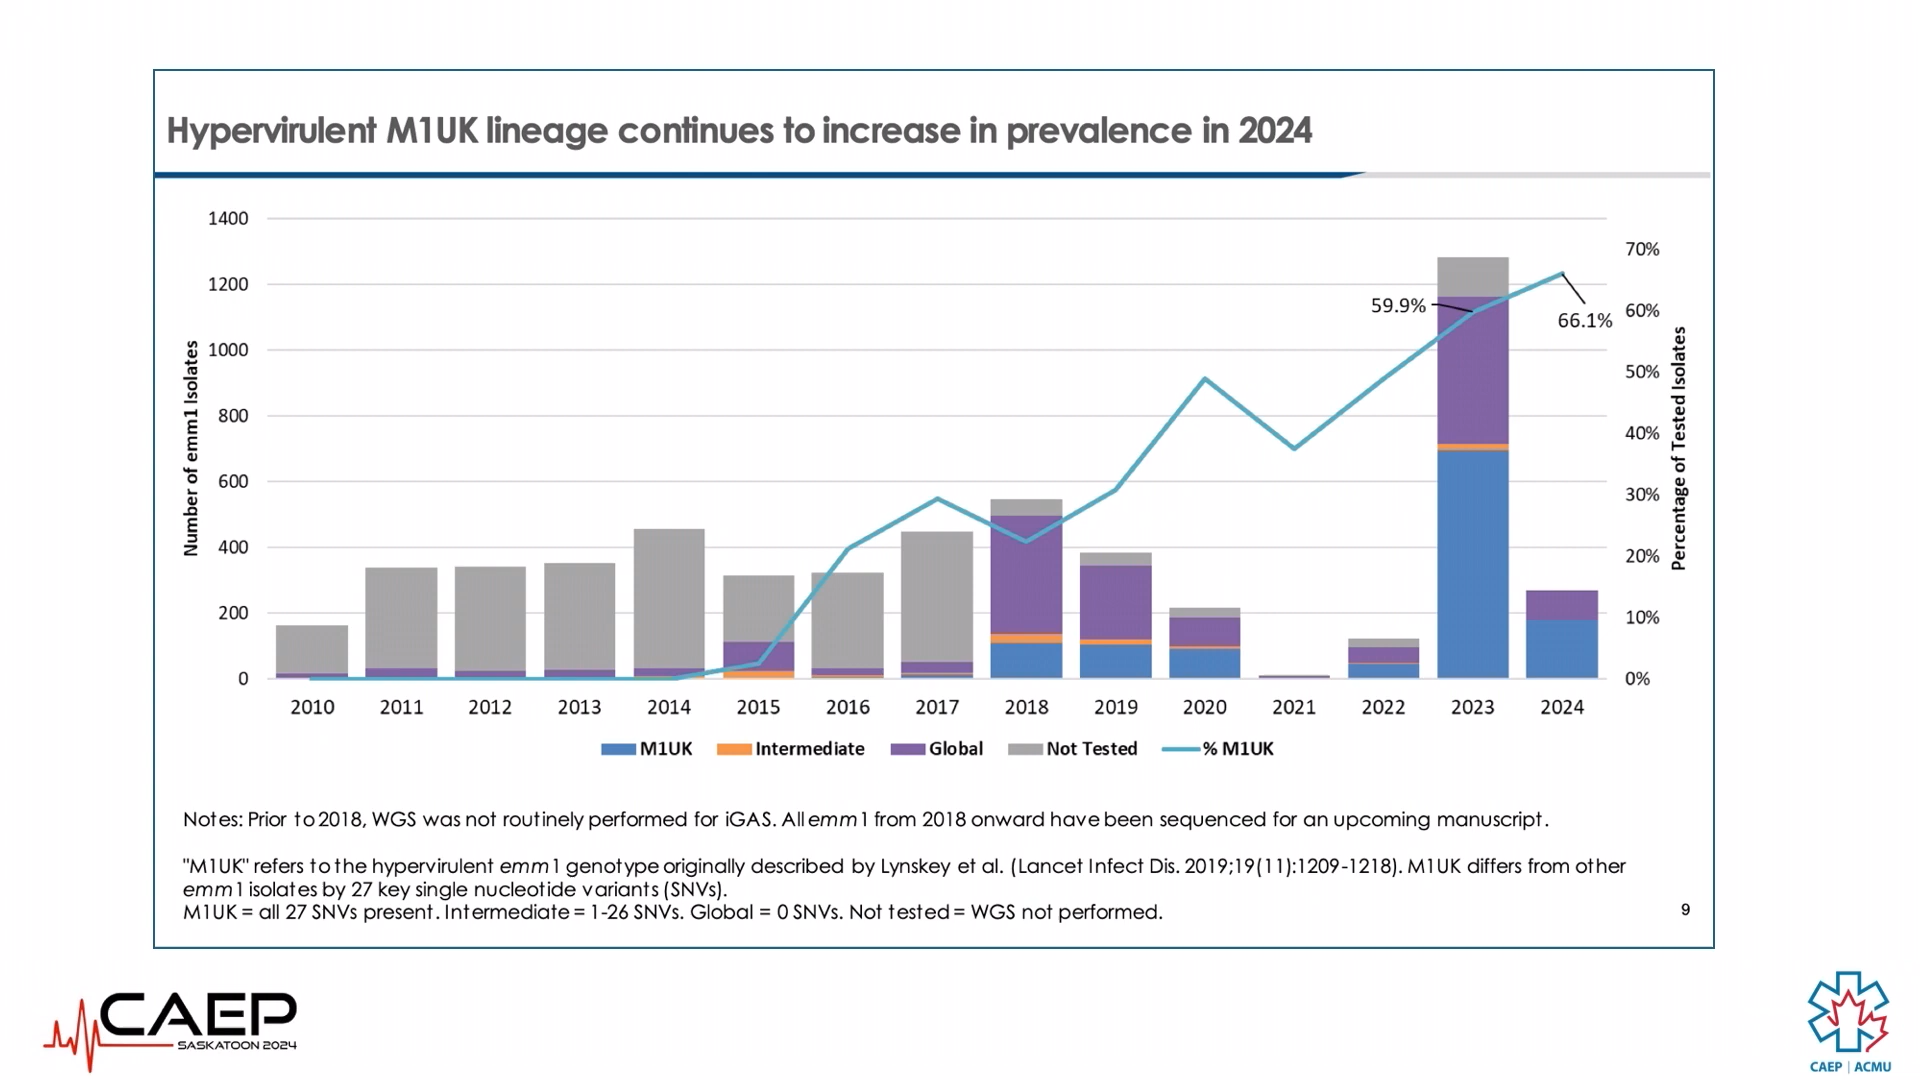 Hypervirulent M1UK lineage continues to increase in prevalence in 2024
1400
1200
1000
800
600
400
200
0
Number of emm1 Isolates
70%
60%
50%
40%
30%
20%
10%
0%
Percentage of Tested Isolates
59.9%
66.1%
2010 2011 2012 2013 2014 2015 2016 2017 2018 2019 2020 2021 2022 2023 2024
M1UK Intermediate Global Not Tested % M1UK
Notes: Prior to 2018, WGS was not routinely performed for iGAS. All emm1 from 2018 onward have been sequenced for an upcoming manuscript.
"M1UK" refers to the hypervirulent emm1 genotype originally described by Lynskey et al. (Lancet Infect Dis. 2019;19(11):1209-1218). M1UK differs from other
emm1 isolates by 27 key single nucleotide variants (SNVs).
M1UK = all 27 SNVs present. Intermediate = 1-26 SNVs. Global = 0 SNVs. Not tested = WGS not performed.
9
CAEP
SASKATOON 2024
CAEP | ACMU